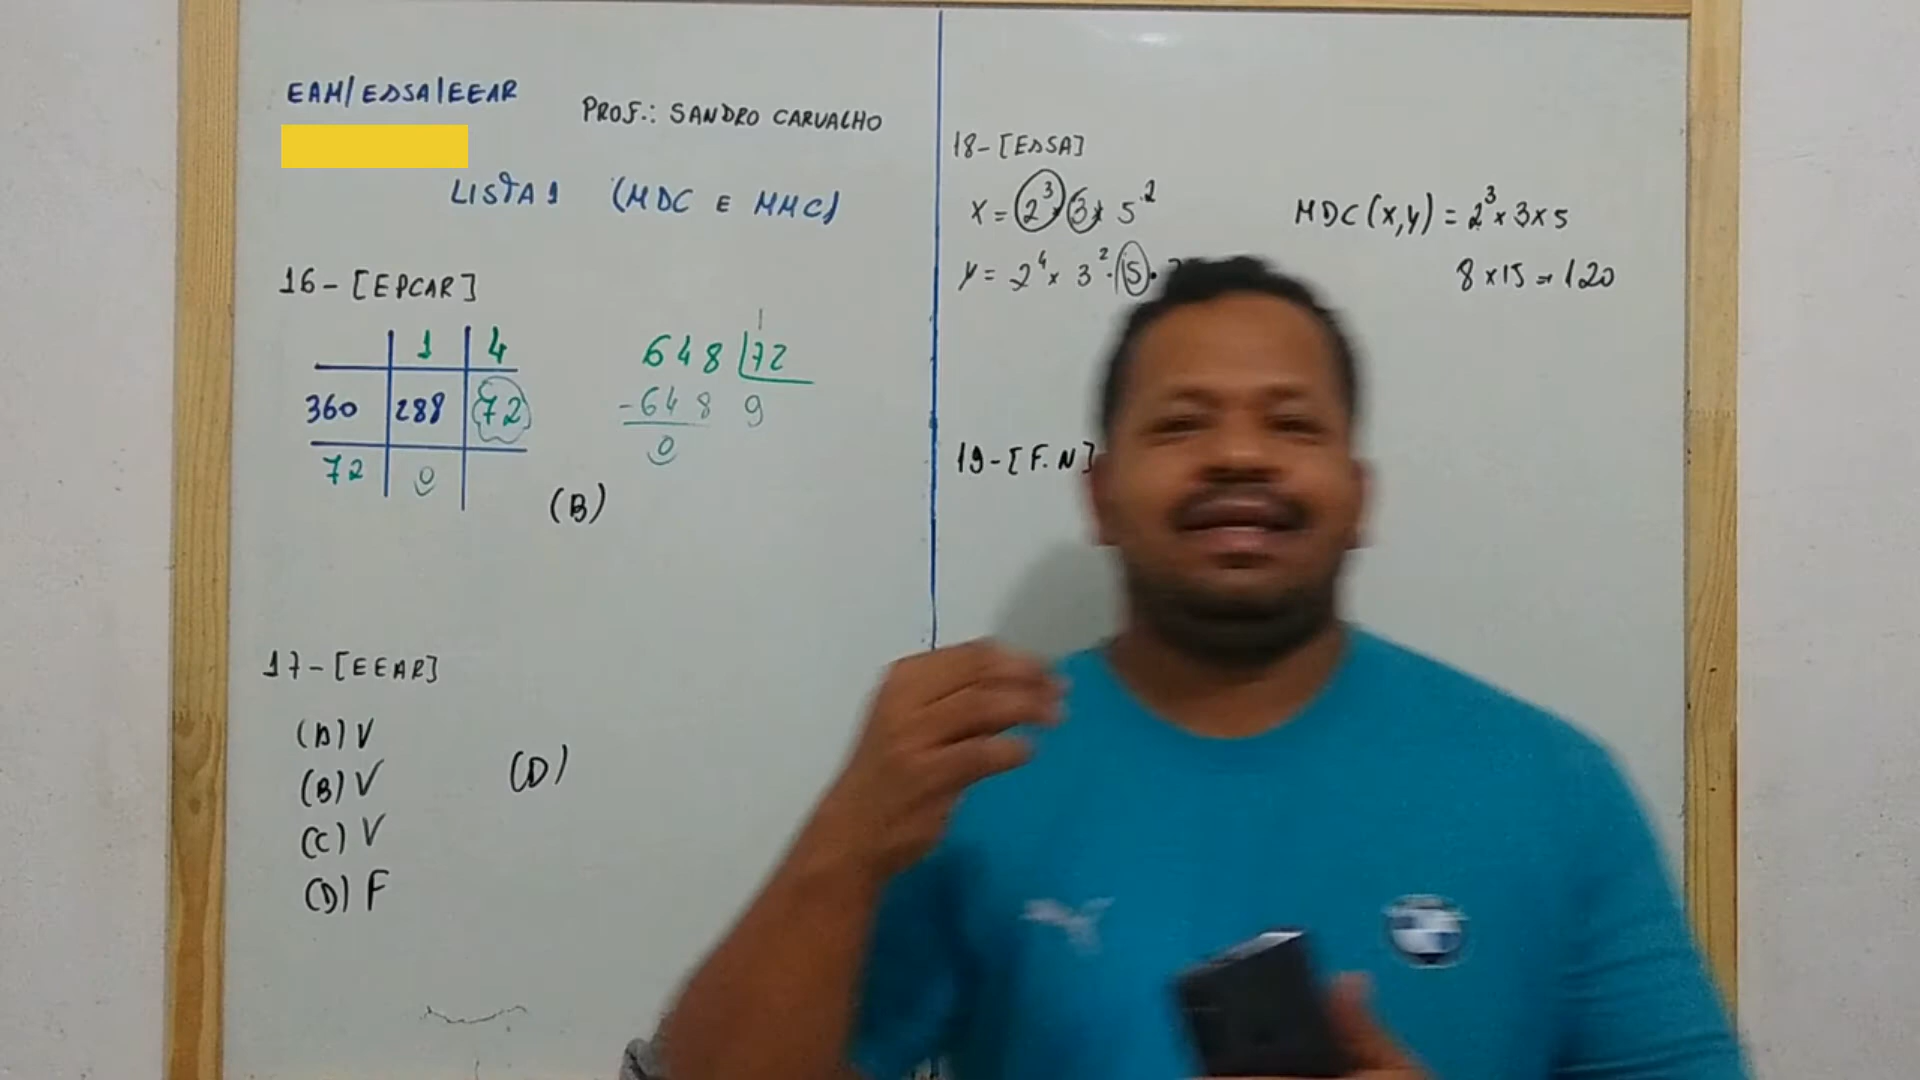 EAM/ESSA/EEAR
PROF.: SANDRO CARVALHO
LISTA 1 (MDC E MMC)
16-[EPCAR]
1 4
360 288 72
72 0
648 72
-648 9
0
(B)
17-[EEAR]
(A) V
(B) V
(C) V
(D) F
(D)
18-[ESSA]
X = 2³ × 3 × 5²
Y = 2⁴ × 3² · 5 ·
MDC (X,Y) = 2³ × 3 × 5
8 × 15 = 120
19-[F.N]